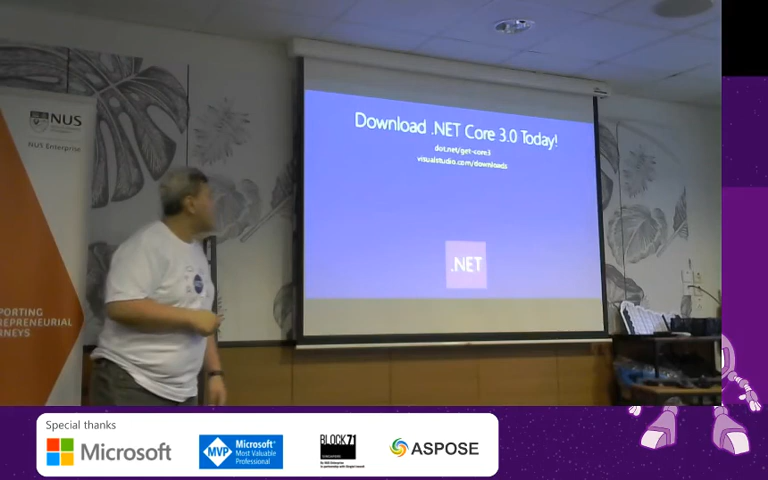 NUS
NUS Enterprise
PORTING
REPRENEURIAL
RNEYS
Download .NET Core 3.0 Today!
dot.net/get-core3
visualstudio.com/downloads
.NET
Special thanks
Microsoft
MVP
Microsoft®
Most Valuable
Professional
BLOCK71
ASPOSE